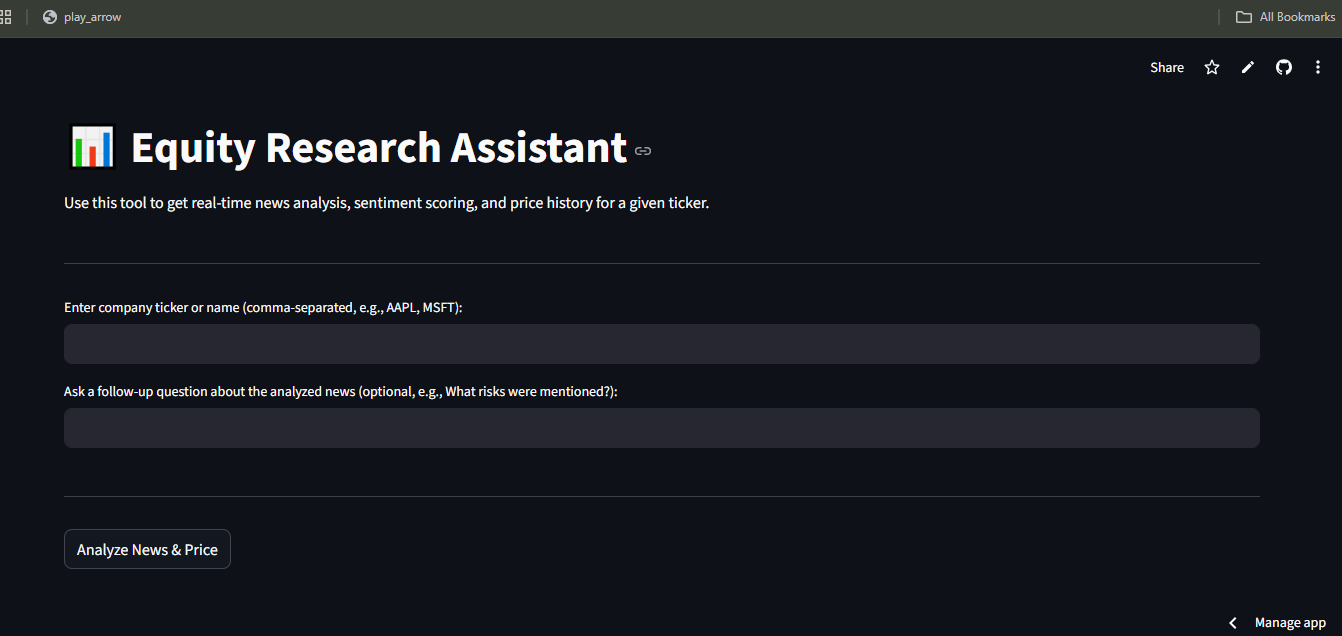 play_arrow
All Bookmarks
Share
Equity Research Assistant
Use this tool to get real-time news analysis, sentiment scoring, and price history for a given ticker.
Enter company ticker or name (comma-separated, e.g., AAPL, MSFT):
Ask a follow-up question about the analyzed news (optional, e.g., What risks were mentioned?):
Analyze News & Price
Manage app